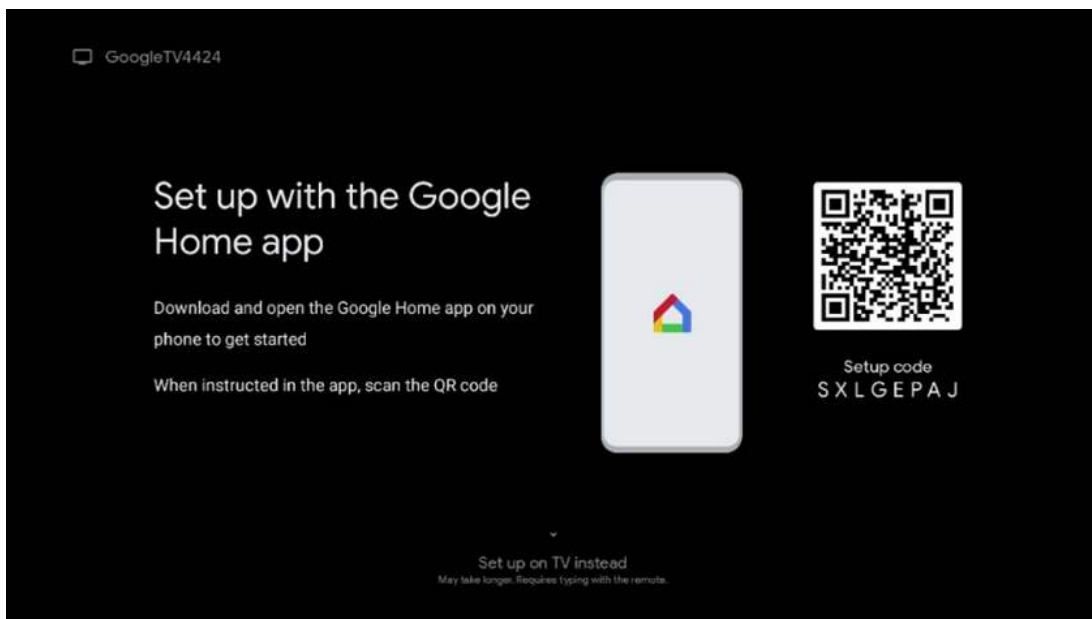 GoogleTV4424
Set up with the Google
Home app
Download and open the Google Home app on your
phone to get started
When instructed in the app, scan the QR code
Setup code
SXLGEPAJ
Set up on TV instead
May take longer. Requires typing with the remote.